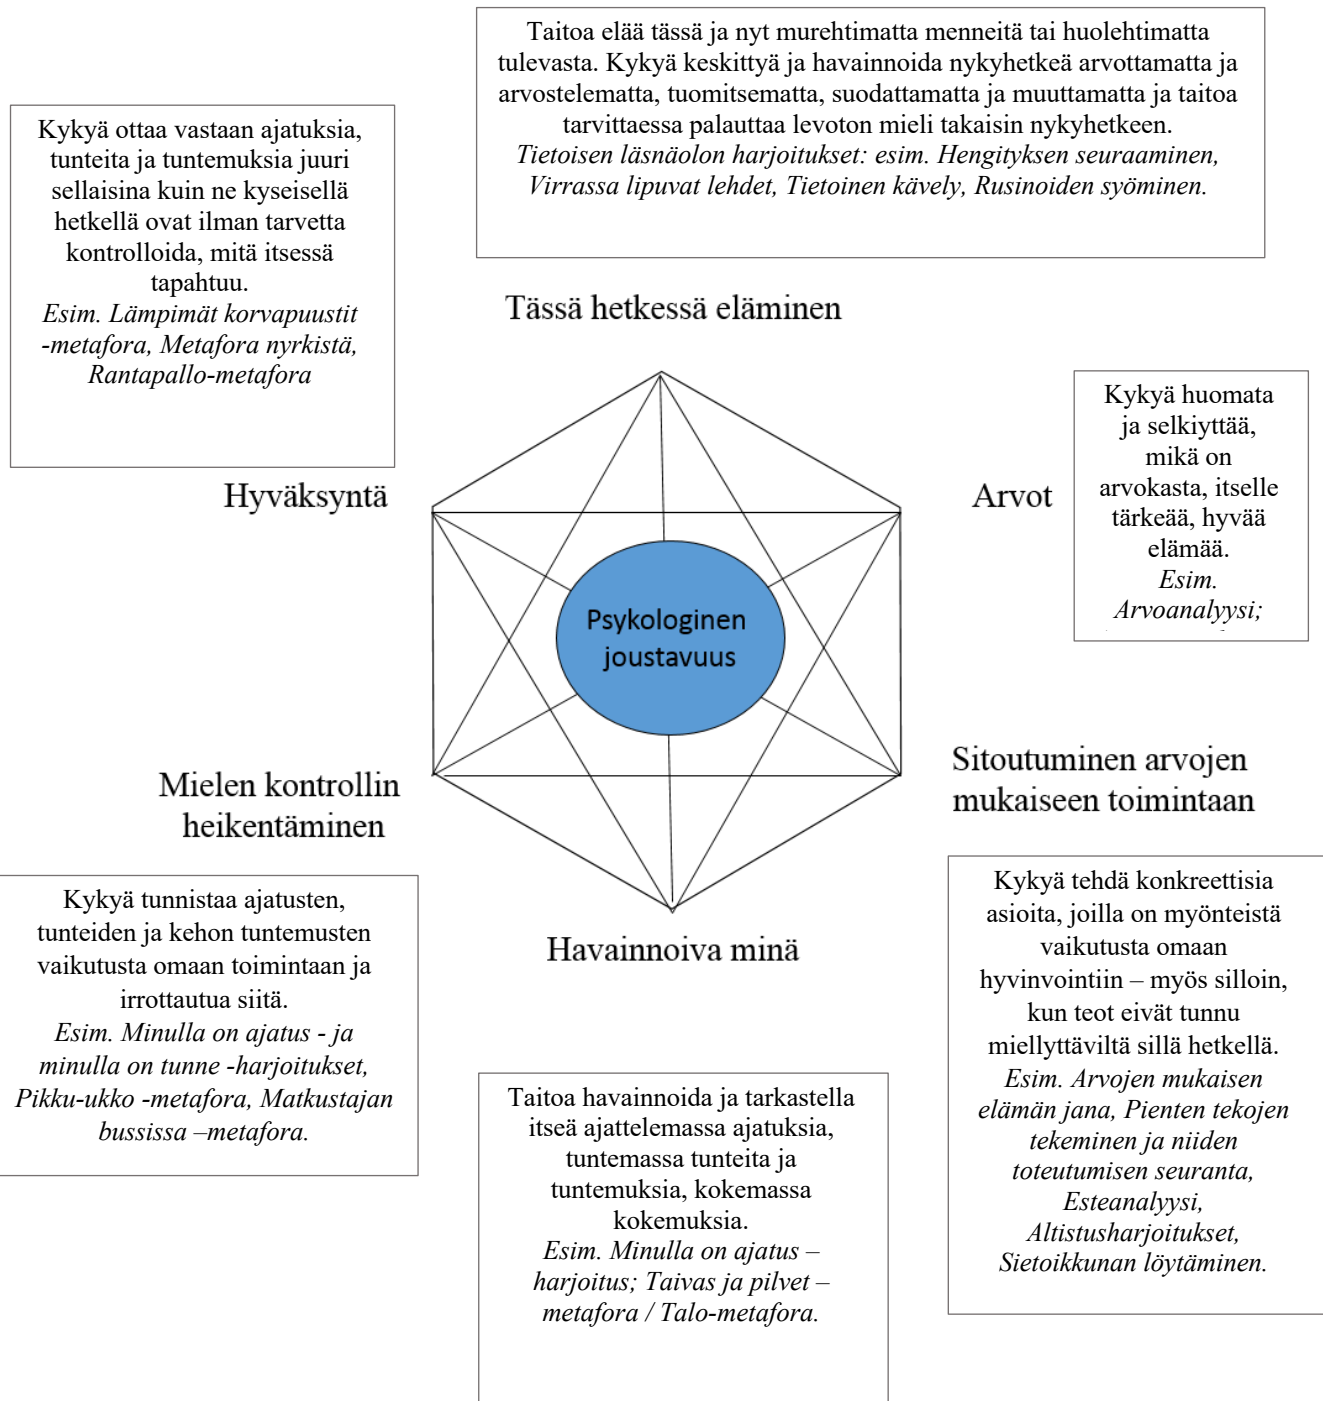 Taitoa elää tässä ja nyt murehtimatta menneitä tai huolehtimatta
tulevasta. Kykyä keskittyä ja havainnoida nykyhetkeä arvottamatta ja
arvostelematta, tuomitsematta, suodattamatta ja muuttamatta ja taitoa
tarvittaessa palauttaa levoton mieli takaisin nykyhetkeen.
Tietoisen läsnäolon harjoitukset: esim. Hengityksen seuraaminen,
Virrassa lipuvat lehdet, Tietoinen kävely, Rusinoiden syöminen.
Kykyä ottaa vastaan ajatuksia,
tunteita ja tuntemuksia juuri
sellaisina kuin ne kyseisellä
hetkellä ovat ilman tarvetta
kontrolloida, mitä itsessä
tapahtuu.
Esim. Lämpimät korvapuustit
-metafora, Metafora nyrkistä,
Rantapallo-metafora
Tässä hetkessä eläminen
Kykyä huomata
ja selkiyttää,
mikä on
arvokasta, itselle
tärkeää, hyvää
elämää.
Esim.
Arvoanalyysi;
Hyväksyntä
Arvot
Psykologinen
joustavuus
Mielen kontrollin
heikentäminen
Sitoutuminen arvojen
mukaiseen toimintaan
Kykyä tunnistaa ajatusten,
tunteiden ja kehon tuntemusten
vaikutusta omaan toimintaan ja
irrottautua siitä.
Esim. Minulla on ajatus - ja
minulla on tunne -harjoitukset,
Pikku-ukko -metafora, Matkustajan
bussissa –metafora.
Havainnoiva minä
Kykyä tehdä konkreettisia
asioita, joilla on myönteistä
vaikutusta omaan
hyvinvointiin – myös silloin,
kun teot eivät tunnu
miellyttäviltä sillä hetkellä.
Esim. Arvojen mukaisen
elämän jana, Pienten tekojen
tekeminen ja niiden
toteutumisen seuranta,
Esteanalyysi,
Altistusharjoitukset,
Sietoikkunan löytäminen.
Taitoa havainnoida ja tarkastella
itseä ajattelemassa ajatuksia,
tuntemassa tunteita ja
tuntemuksia, kokemassa
kokemuksia.
Esim. Minulla on ajatus –
harjoitus; Taivas ja pilvet –
metafora / Talo-metafora.